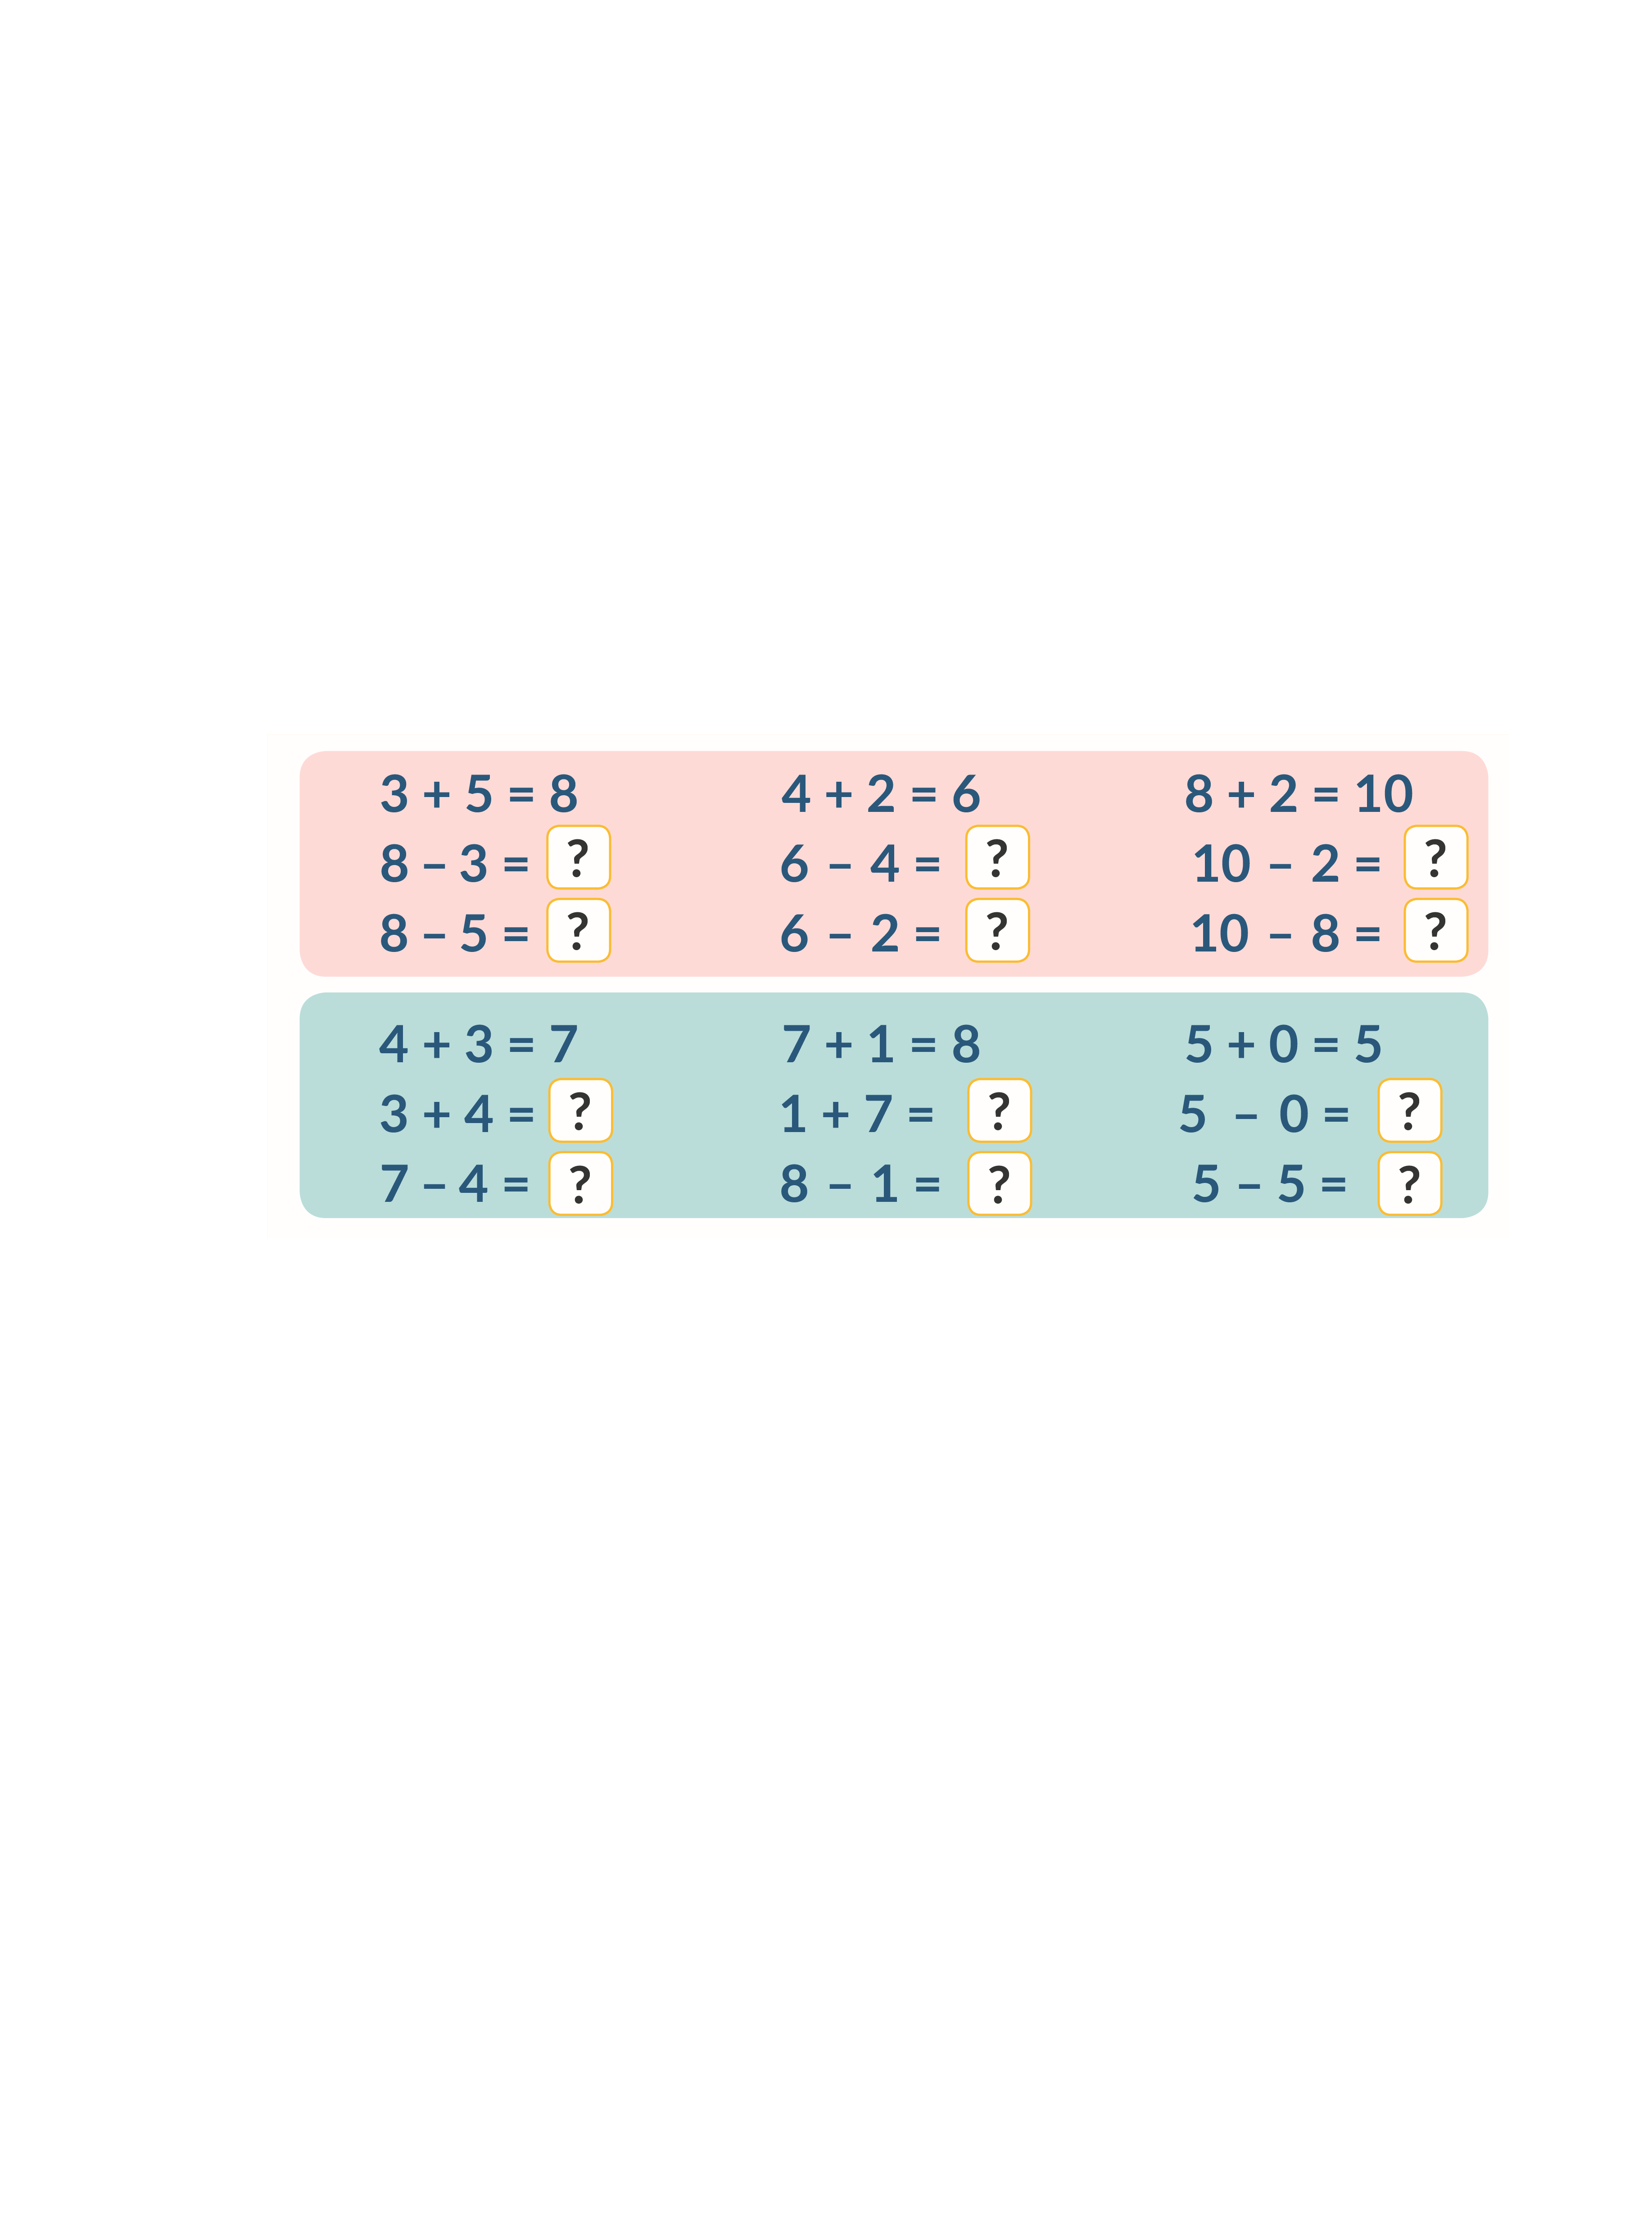 3 + 5 = 8
8 – 3 = ?
8 – 5 = ?
4 + 2 = 6
6 – 4 = ?
6 – 2 = ?
8 + 2 = 10
10 – 2 = ?
10 – 8 = ?
4 + 3 = 7
3 + 4 = ?
7 – 4 = ?
7 + 1 = 8
1 + 7 = ?
8 – 1 = ?
5 + 0 = 5
5 – 0 = ?
5 – 5 = ?